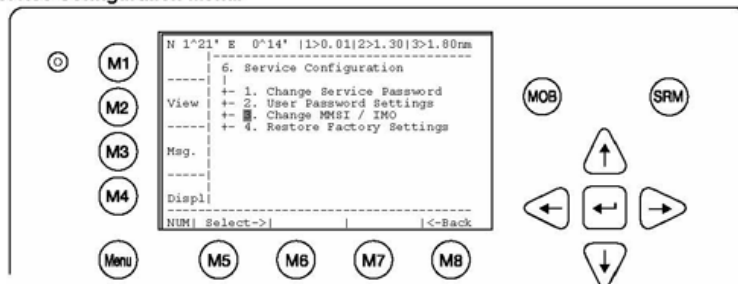 N 1^21' E 0^14' |1>0.01|2>1.30|3>1.80nm
6. Service Configuration
+- 1. Change Service Password
View | +- 2. User Password Settings
+- 3. Change MMSI / IMO
+- 4. Restore Factory Settings
Msg.
Displ
NUM| Select->| | |<-Back
M1
M2
M3
M4
Menu
M5
M6
M7
M8
MOB
SRM